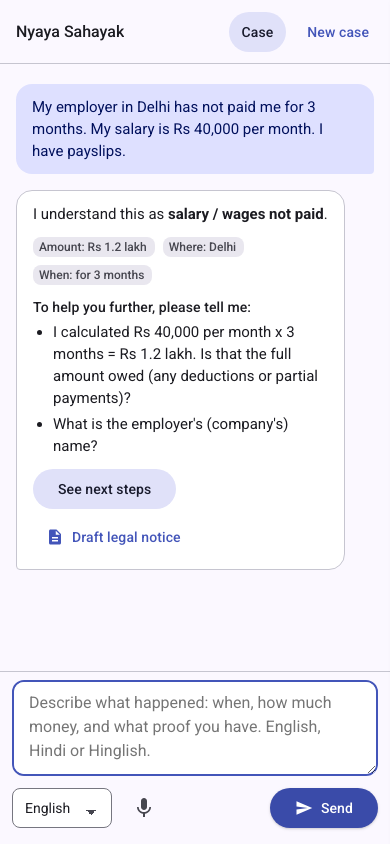 Nyaya Sahayak
Case
New case
My employer in Delhi has not paid me for 3
months. My salary is Rs 40,000 per month. I
have payslips.
I understand this as salary / wages not paid.
Amount: Rs 1.2 lakh
Where: Delhi
When: for 3 months
To help you further, please tell me:
• I calculated Rs 40,000 per month x 3
months = Rs 1.2 lakh. Is that the full
amount owed (any deductions or partial
payments)?
• What is the employer's (company's)
name?
See next steps
Draft legal notice
Describe what happened: when, how much
money, and what proof you have. English,
Hindi or Hinglish.
English
Send